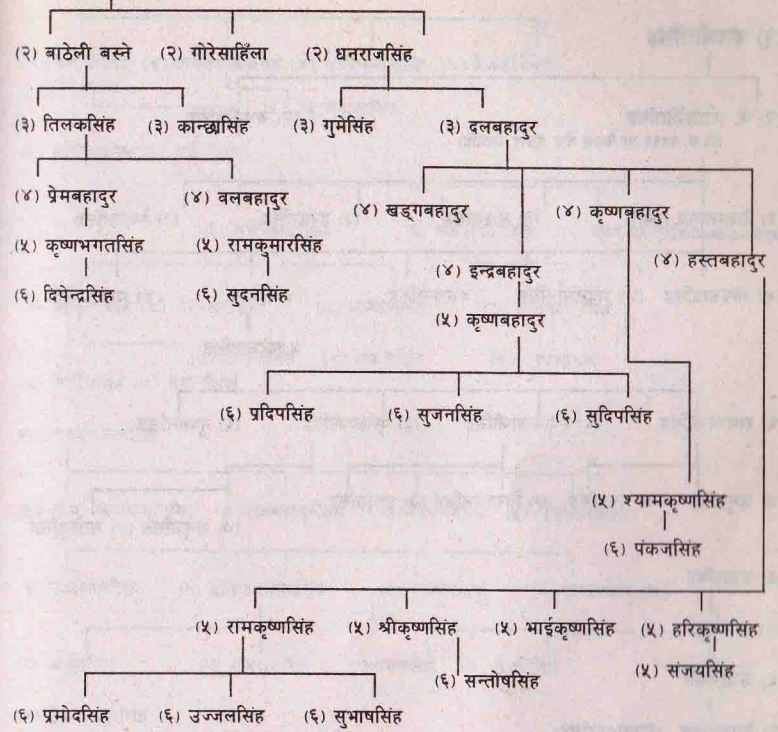 (२) बाठेली बस्ने (२) गोरेसाहिँला (२) धनराजसिंह
(३) तिलकसिंह (३) कान्छासिंह (३) गुमेसिंह (३) दलबहादुर
(४) प्रेमबहादुर (४) वलबहादुर (४) खड्गबहादुर (४) कृष्णबहादुर
(५) कृष्णभगतसिंह (५) रामकुमारसिंह (४) इन्द्रबहादुर (४) हस्तबहादुर
(६) दिपेन्द्रसिंह (६) सुदनसिंह
(५) कृष्णबहादुर
(६) प्रदिपसिंह (६) सुजनसिंह (६) सुदिपसिंह
(५) श्यामकृष्णसिंह
(६) पंकजसिंह
(५) रामकृष्णसिंह (५) श्रीकृष्णसिंह (५) भाईकृष्णसिंह (५) हरिकृष्णसिंह
(६) सन्तोषसिंह (५) संजयसिंह
(६) प्रमोदसिंह (६) उज्जलसिंह (६) सुभाषसिंह